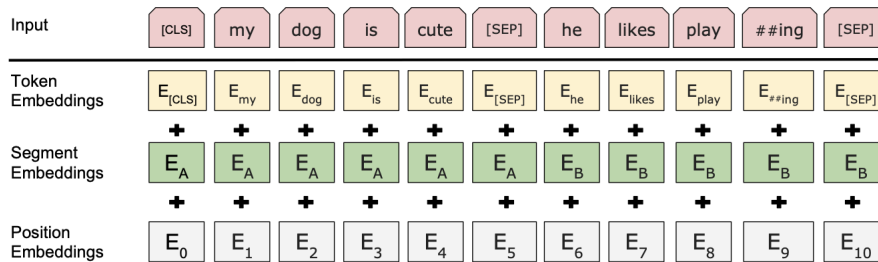 Input [CLS] my dog is cute [SEP] he likes play ##ing [SEP]
Token Embeddings E[CLS] Emy Edog Eis Ecute E[SEP] Ehe Elikes Eplay E##ing E[SEP]
+ + + + + + + + + + +
Segment Embeddings EA EA EA EA EA EA EB EB EB EB EB
+ + + + + + + + + + +
Position Embeddings E0 E1 E2 E3 E4 E5 E6 E7 E8 E9 E10